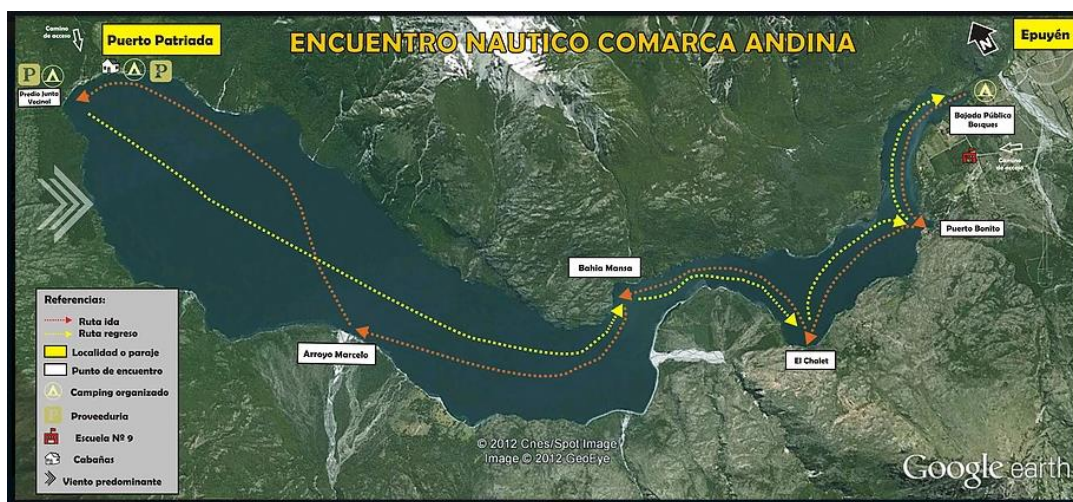 Camino
de acceso
Puerto Patriada
ENCUENTRO NAUTICO COMARCA ANDINA
N
Epuyén
P
P
Predio Junta
Vecinal
Bajada Pública
Bosques
Camino
de acceso
Puerto Bonito
Bahia Mansa
Arroyo Marcelo
El Chalet
Referencias:
Ruta ida
Ruta regreso
Localidad o paraje
Punto de encuentro
Camping organizado
P
Proveeduria
Escuela Nº 9
Cabañas
Viento predominante
© 2012 Cnes/Spot Image
Image © 2012 GeoEye
Google earth